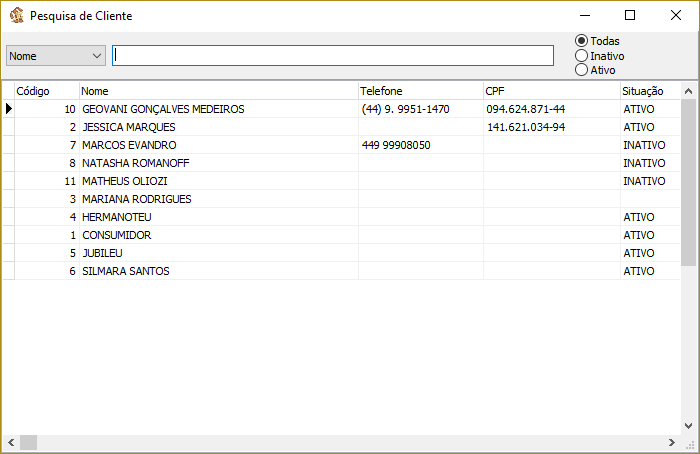 Pesquisa de Cliente
Nome
Todas
Inativo
Ativo
Código Nome Telefone CPF Situação
10 GEOVANI GONÇALVES MEDEIROS (44) 9. 9951-1470 094.624.871-44 ATIVO
2 JESSICA MARQUES 141.621.034-94 ATIVO
7 MARCOS EVANDRO 449 99908050 INATIVO
8 NATASHA ROMANOFF INATIVO
11 MATHEUS OLIOZI INATIVO
3 MARIANA RODRIGUES
4 HERMANOTEU ATIVO
1 CONSUMIDOR ATIVO
5 JUBILEU ATIVO
6 SILMARA SANTOS ATIVO